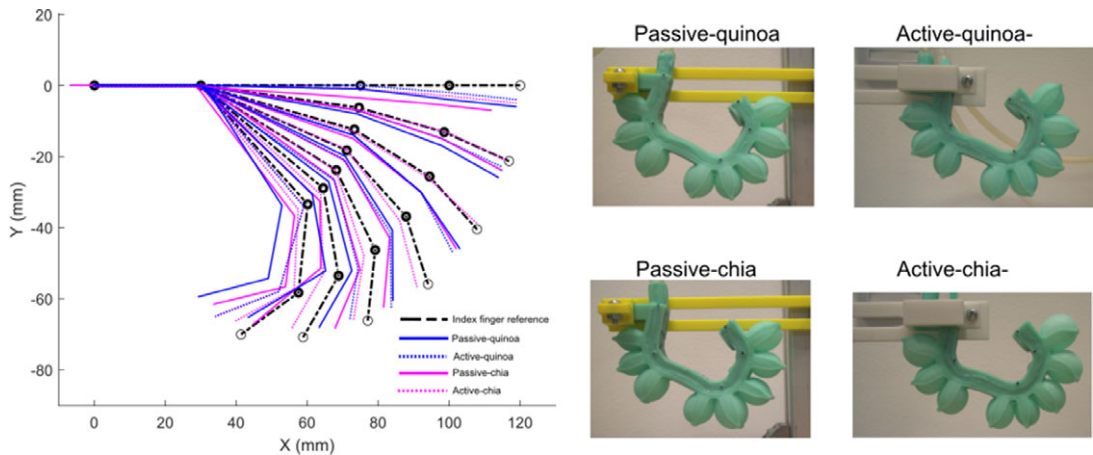 20
0
-20
-40
-60
-80
Y (mm)
0
20
40
60
80
100
120
X (mm)
Index finger reference
Passive-quinoa
Active-quinoa
Passive-chia
Active-chia
Passive-quinoa
Active-quinoa-
Passive-chia
Active-chia-